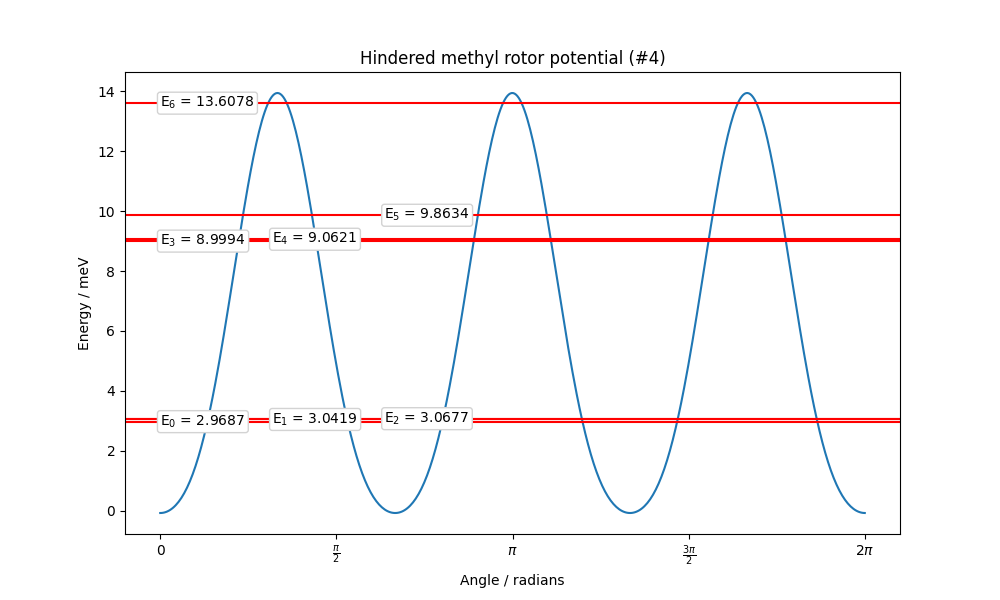 Hindered methyl rotor potential (#4)
Energy / meV
14
12
10
8
6
4
2
0
E₆ = 13.6078
E₅ = 9.8634
E₃ = 8.9994
E₄ = 9.0621
E₀ = 2.9687
E₁ = 3.0419
E₂ = 3.0677
0
π/2
π
3π/2
2π
Angle / radians